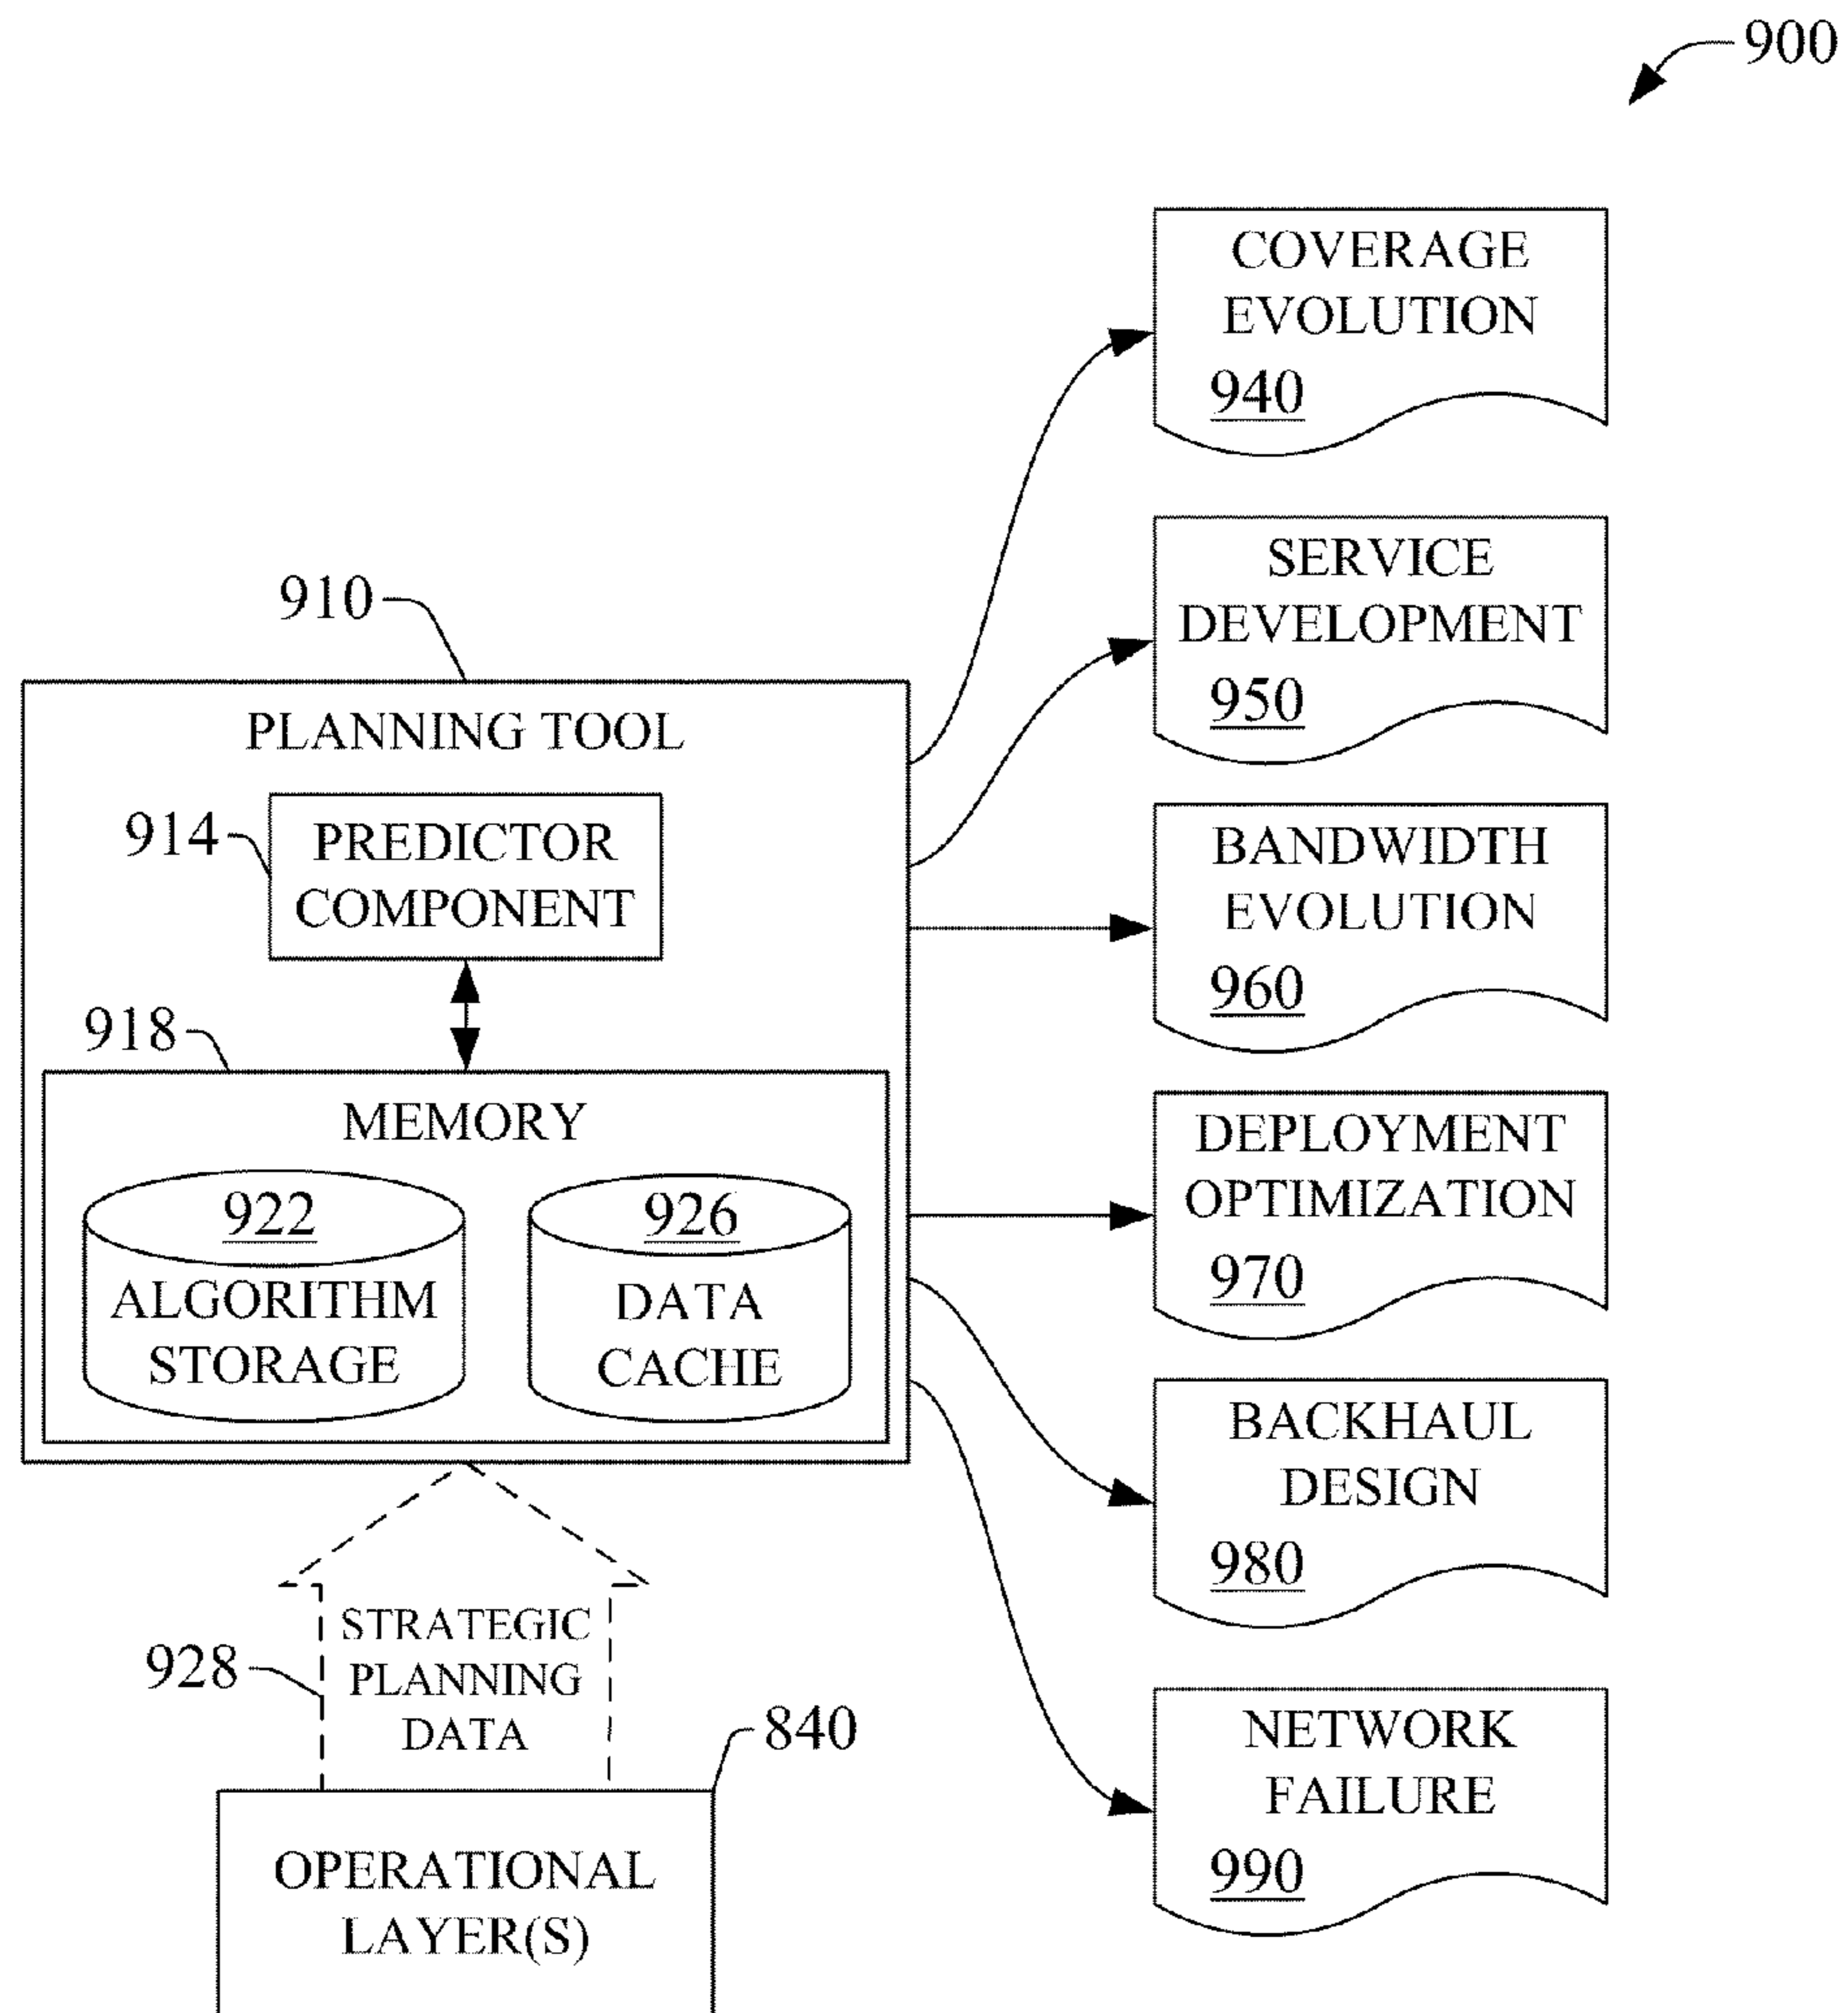 900
COVERAGE
EVOLUTION
940
SERVICE
DEVELOPMENT
950
910
PLANNING TOOL
914
PREDICTOR
COMPONENT
BANDWIDTH
EVOLUTION
960
918
MEMORY
922
ALGORITHM
STORAGE
926
DATA
CACHE
DEPLOYMENT
OPTIMIZATION
970
BACKHAUL
DESIGN
980
928
STRATEGIC
PLANNING
DATA
840
OPERATIONAL
LAYER(S)
NETWORK
FAILURE
990